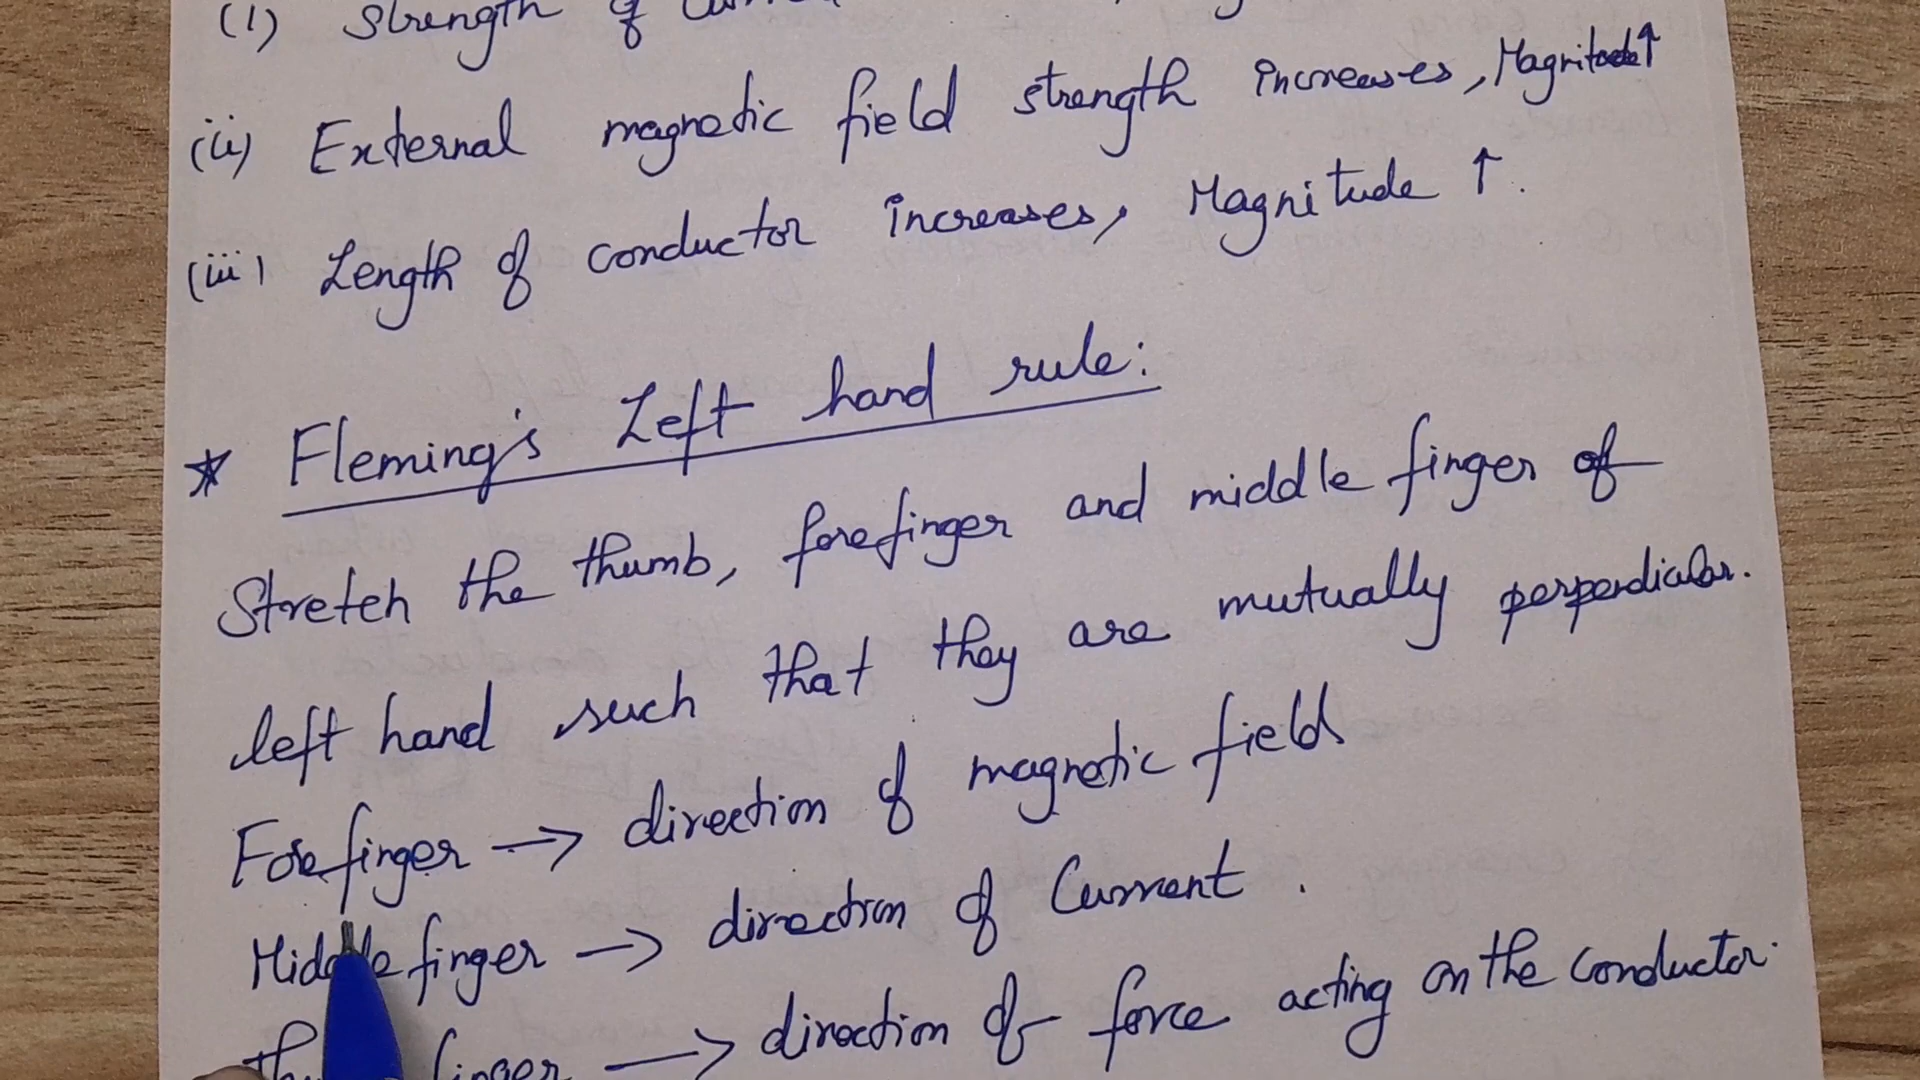 (i) Strength of
(ii) External magnetic field strength increases, Magnitude ↑
(iii) Length of conductor increases, Magnitude ↑.
* Fleming's Left hand rule:
Stretch the thumb, forefinger and middle finger of
left hand such that they are mutually perpendicular.
Forefinger → direction of magnetic field
Middle finger → direction of Current.
finger → direction of force acting on the conductor.